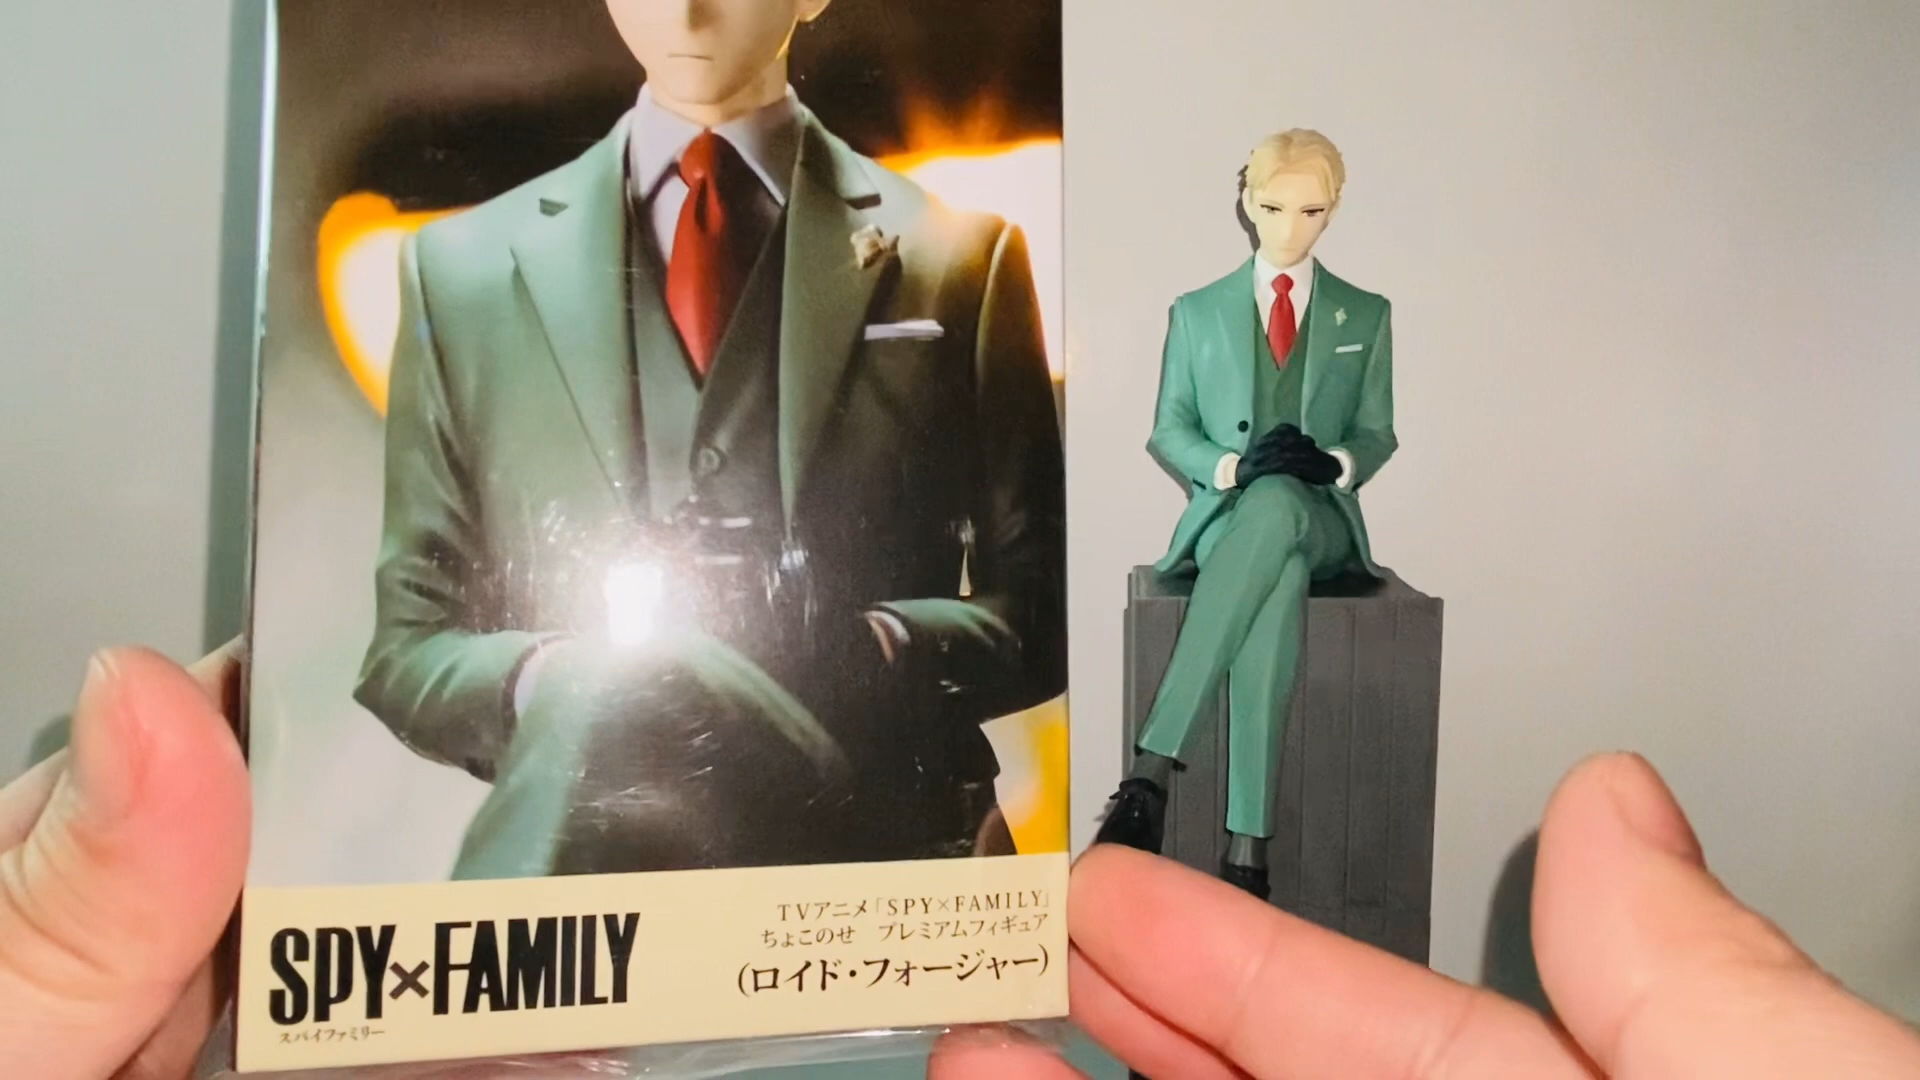 SPY×FAMILY
スパイファミリー
TVアニメ「SPY×FAMILY」
ちょこのせ プレミアムフィギュア
(ロイド・フォージャー)